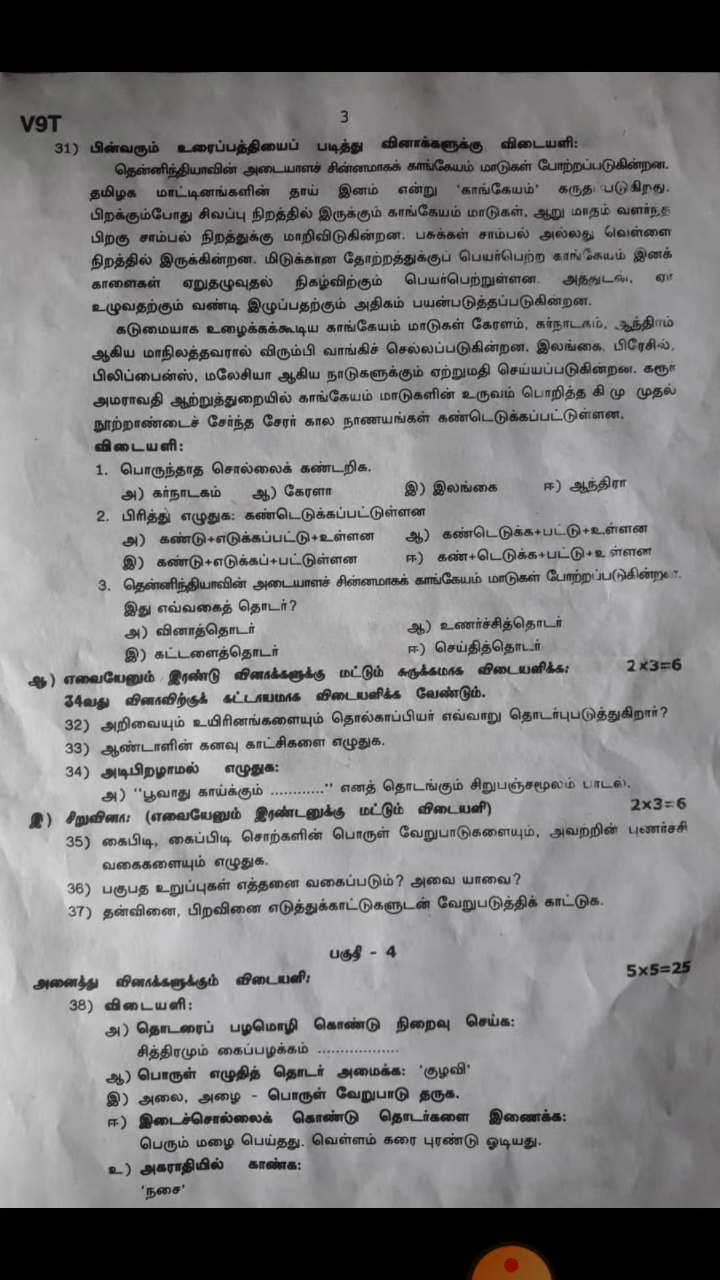 V9T
3
31) பின்வரும் உரைப்பத்தியைப் படித்து வினாக்களுக்கு விடையளி:
தென்னிந்தியாவின் அடையாளச் சின்னமாகக் காங்கேயம் மாடுகள் போற்றப்படுகின்றன.
தமிழக மாட்டினங்களின் தாய் இனம் என்று 'காங்கேயம்' கருதப்படுகிறது.
பிறக்கும்போது சிவப்பு நிறத்தில் இருக்கும் காங்கேயம் மாடுகள், ஆறு மாதம் வளர்ந்த
பிறகு சாம்பல் நிறத்துக்கு மாறிவிடுகின்றன. பசுக்கள் சாம்பல் அல்லது வெள்ளை
நிறத்தில் இருக்கின்றன. மிடுக்கான தோற்றத்துக்குப் பெயர்பெற்ற காங்கேயம் இனக்
காளைகள் ஏறுதழுவுதல் நிகழ்விற்கும் பெயர்பெற்றுள்ளன. அத்துடன், ஏர்
உழுவதற்கும் வண்டி இழுப்பதற்கும் அதிகம் பயன்படுத்தப்படுகின்றன.
கடுமையாக உழைக்கக்கூடிய காங்கேயம் மாடுகள் கேரளம், கர்நாடகம், ஆந்திரம்
ஆகிய மாநிலத்தவரால் விரும்பி வாங்கிச் செல்லப்படுகின்றன. இலங்கை, பிரேசில்,
பிலிப்பைன்ஸ், மலேசியா ஆகிய நாடுகளுக்கும் ஏற்றுமதி செய்யப்படுகின்றன. கரூர்
அமராவதி ஆற்றுத்துறையில் காங்கேயம் மாடுகளின் உருவம் பொறித்த கி மு முதல்
நூற்றாண்டைச் சேர்ந்த சேரர் கால நாணயங்கள் கண்டெடுக்கப்பட்டுள்ளன.
விடையளி:
1. பொருந்தாத சொல்லைக் கண்டறிக.
அ) கர்நாடகம் ஆ) கேரளா இ) இலங்கை ஈ) ஆந்திரா
2. பிரித்து எழுதுக: கண்டெடுக்கப்பட்டுள்ளன
அ) கண்டு+எடுக்கப்பட்டு+உள்ளன ஆ) கண்டெடுக்க+பட்டு+உள்ளன
இ) கண்டு+எடுக்கப்+பட்டுள்ளன ஈ) கண்+டெடுக்க+பட்டு+உள்ளன
3. தென்னிந்தியாவின் அடையாளச் சின்னமாகக் காங்கேயம் மாடுகள் போற்றப்படுகின்றன.
இது எவ்வகைத் தொடர்?
அ) வினாத்தொடர் ஆ) உணர்ச்சித்தொடர்
இ) கட்டளைத்தொடர் ஈ) செய்தித்தொடர்
ஆ) எவையேனும் இரண்டு வினாக்களுக்கு மட்டும் சுருக்கமாக விடையளிக்க: 2×3=6
34வது வினாவிற்குக் கட்டாயமாக விடையளிக்க வேண்டும்.
32) அறிவையும் உயிரினங்களையும் தொல்காப்பியர் எவ்வாறு தொடர்புபடுத்துகிறார்?
33) ஆண்டாளின் கனவு காட்சிகளை எழுதுக.
34) அடிபிறழாமல் எழுதுக:
அ) "பூவாது காய்க்கும் ............" எனத் தொடங்கும் சிறுபஞ்சமூலம் பாடல்.
இ) சிறுவினா: (எவையேனும் இரண்டனுக்கு மட்டும் விடையளி) 2×3=6
35) கைபிடி, கைப்பிடி சொற்களின் பொருள் வேறுபாடுகளையும், அவற்றின் புணர்ச்சி
வகைகளையும் எழுதுக.
36) பகுபத உறுப்புகள் எத்தனை வகைப்படும்? அவை யாவை?
37) தன்வினை, பிறவினை எடுத்துக்காட்டுகளுடன் வேறுபடுத்திக் காட்டுக.
பகுதி - 4
அனைத்து வினாக்களுக்கும் விடையளி: 5×5=25
38) விடையளி:
அ) தொடரைப் பழமொழி கொண்டு நிறைவு செய்க:
சித்திரமும் கைப்பழக்கம் ..................
ஆ) பொருள் எழுதித் தொடர் அமைக்க: 'குழவி'
இ) அலை, அழை - பொருள் வேறுபாடு தருக.
ஈ) இடைச்சொல்லைக் கொண்டு தொடர்களை இணைக்க:
பெரும் மழை பெய்தது. வெள்ளம் கரை புரண்டு ஓடியது.
உ) அகராதியில் காண்க:
'நசை'